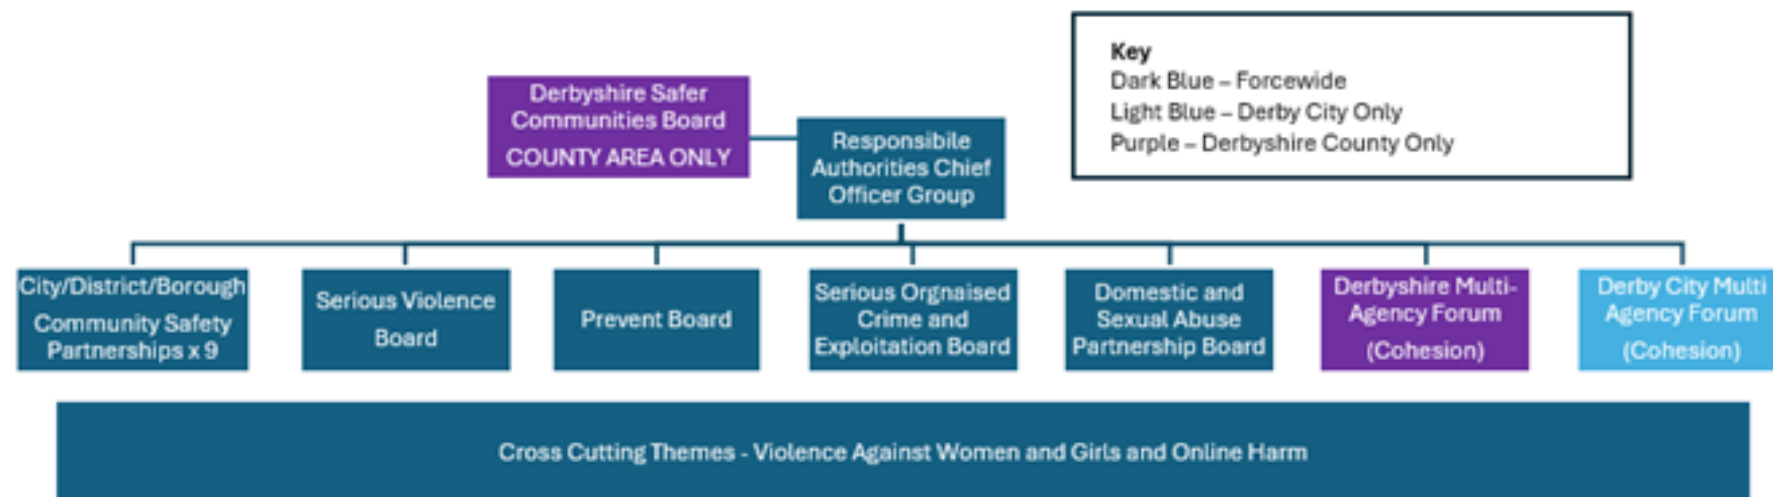 Key
Dark Blue – Forcewide
Light Blue – Derby City Only
Purple – Derbyshire County Only
Derbyshire Safer
Communities Board
COUNTY AREA ONLY
Responsibile
Authorities Chief
Officer Group
City/District/Borough
Community Safety
Partnerships x 9
Serious Violence
Board
Prevent Board
Serious Orgnaised
Crime and
Exploitation Board
Domestic and
Sexual Abuse
Partnership Board
Derbyshire Multi-
Agency Forum
(Cohesion)
Derby City Multi
Agency Forum
(Cohesion)
Cross Cutting Themes - Violence Against Women and Girls and Online Harm